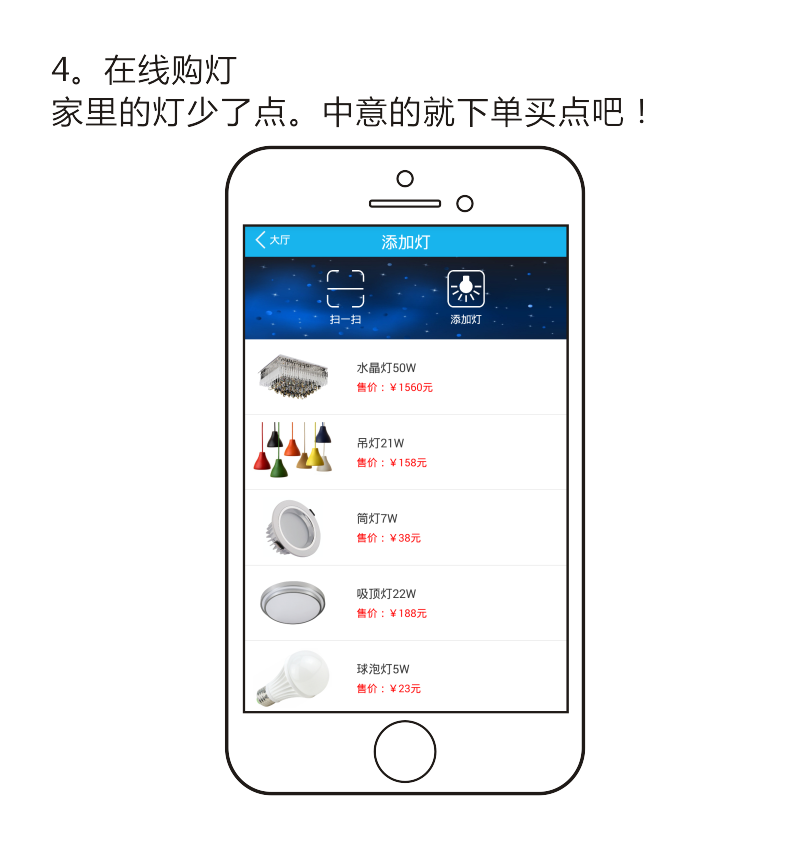 4。在线购灯
家里的灯少了点。中意的就下单买点吧！
大厅
添加灯
扫一扫
添加灯
水晶灯50W
售价：￥1560元
吊灯21W
售价：￥158元
筒灯7W
售价：￥38元
吸顶灯22W
售价：￥188元
球泡灯5W
售价：￥23元